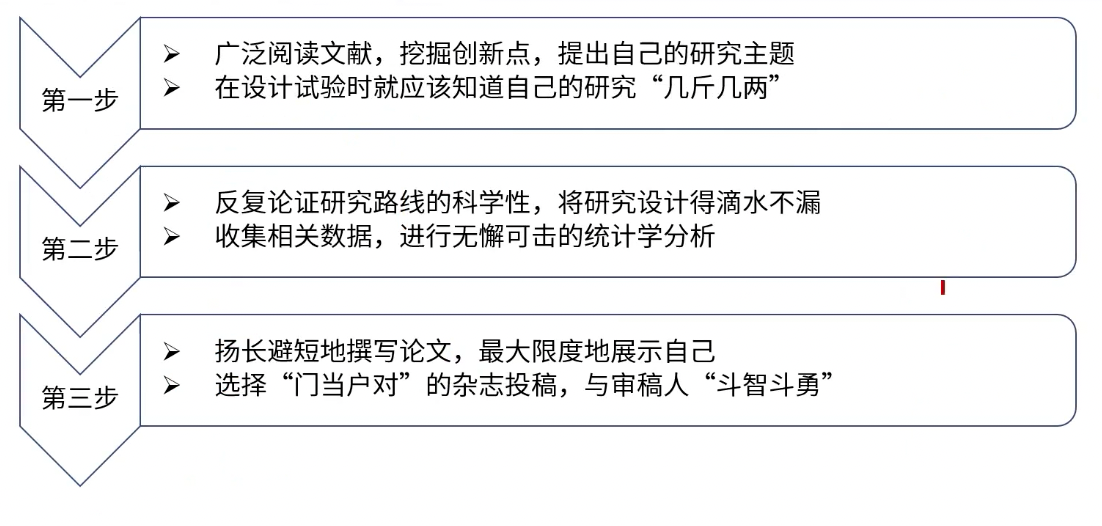 第一步
➢ 广泛阅读文献，挖掘创新点，提出自己的研究主题
➢ 在设计试验时就应该知道自己的研究“几斤几两”
第二步
➢ 反复论证研究路线的科学性，将研究设计得滴水不漏
➢ 收集相关数据，进行无懈可击的统计学分析
第三步
➢ 扬长避短地撰写论文，最大限度地展示自己
➢ 选择“门当户对”的杂志投稿，与审稿人“斗智斗勇”